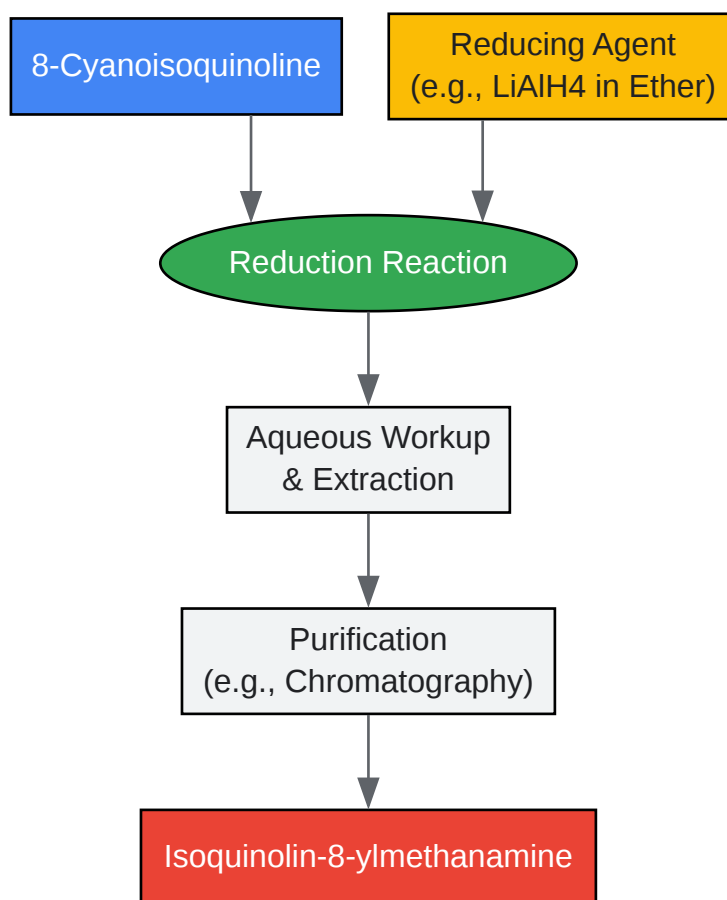 8-Cyanoisoquinoline
Reducing Agent
(e.g., LiAlH4 in Ether)
Reduction Reaction
Aqueous Workup
& Extraction
Purification
(e.g., Chromatography)
Isoquinolin-8-ylmethanamine